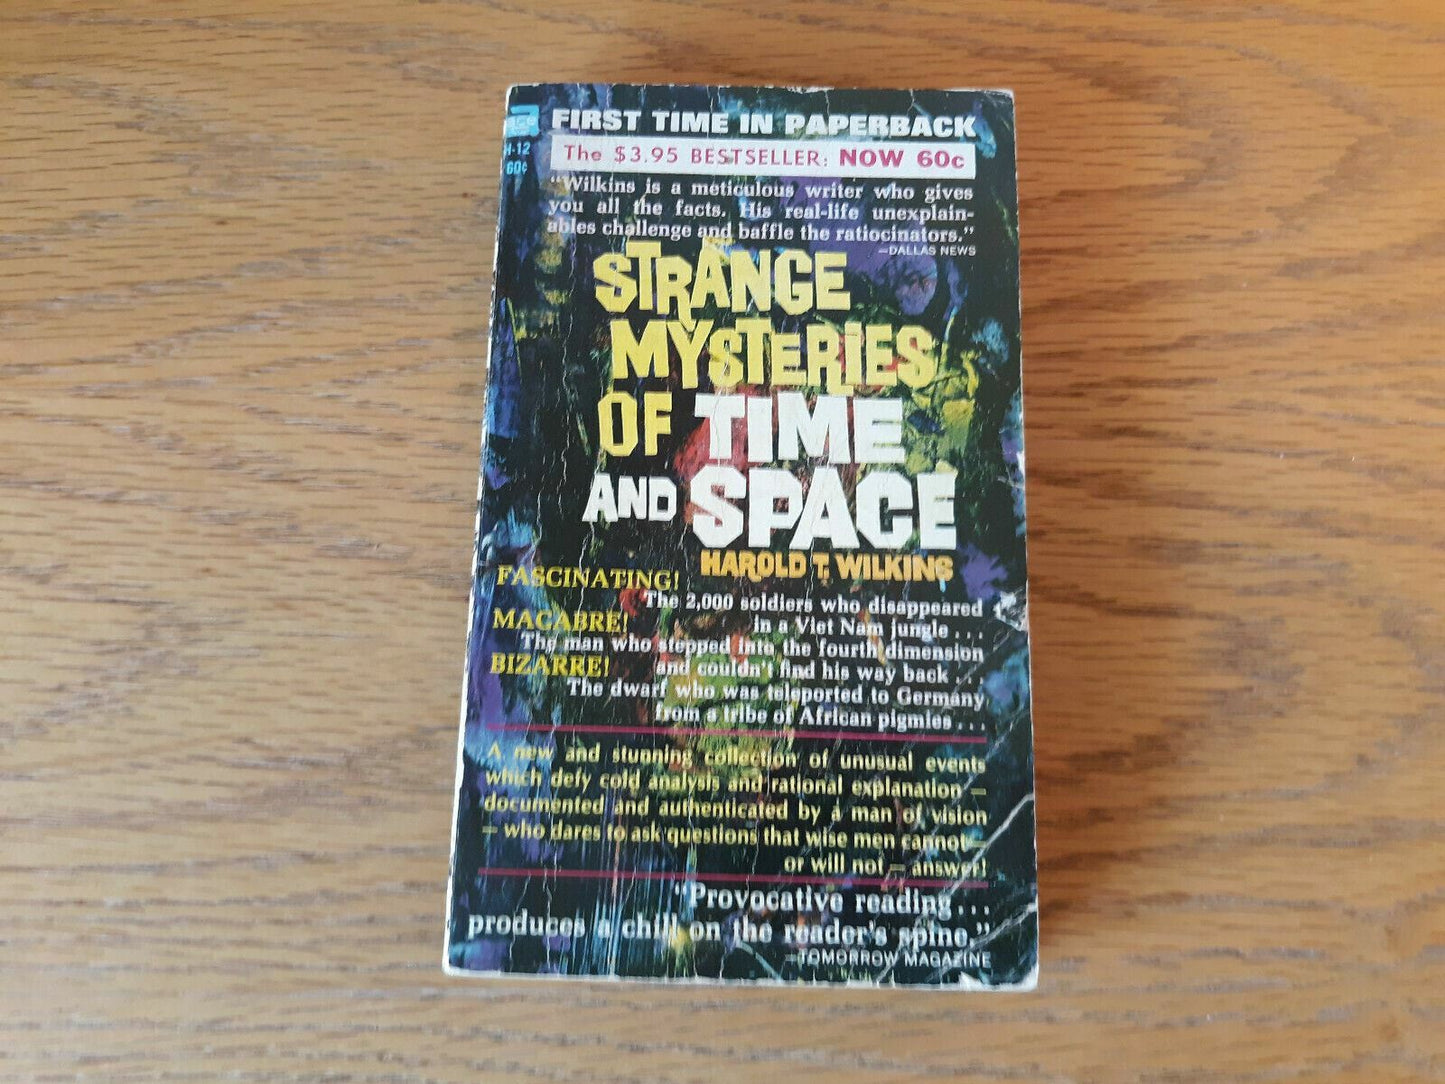 ace
H-12
60¢
FIRST TIME IN PAPERBACK
The $3.95 BESTSELLER: NOW 60c
"Wilkins is a meticulous writer who gives
you all the facts. His real-life unexplain-
ables challenge and baffle the ratiocinators."
—DALLAS NEWS
STRANGE
MYSTERIES
OF TIME
AND SPACE
HAROLD T. WILKINS
FASCINATING!
The 2,000 soldiers who disappeared
MACABRE!
in a Viet Nam jungle . . .
The man who stepped into the fourth dimension
BIZARRE!
and couldn't find his way back . . .
The dwarf who was teleported to Germany
from a tribe of African pigmies . . .
A new and stunning collection of unusual events
which defy cold analysis and rational explanation —
documented and authenticated by a man of vision
— who dares to ask questions that wise men cannot —
or will not — answer!
"Provocative reading . . .
produces a chill on the reader's spine."
—TOMORROW MAGAZINE